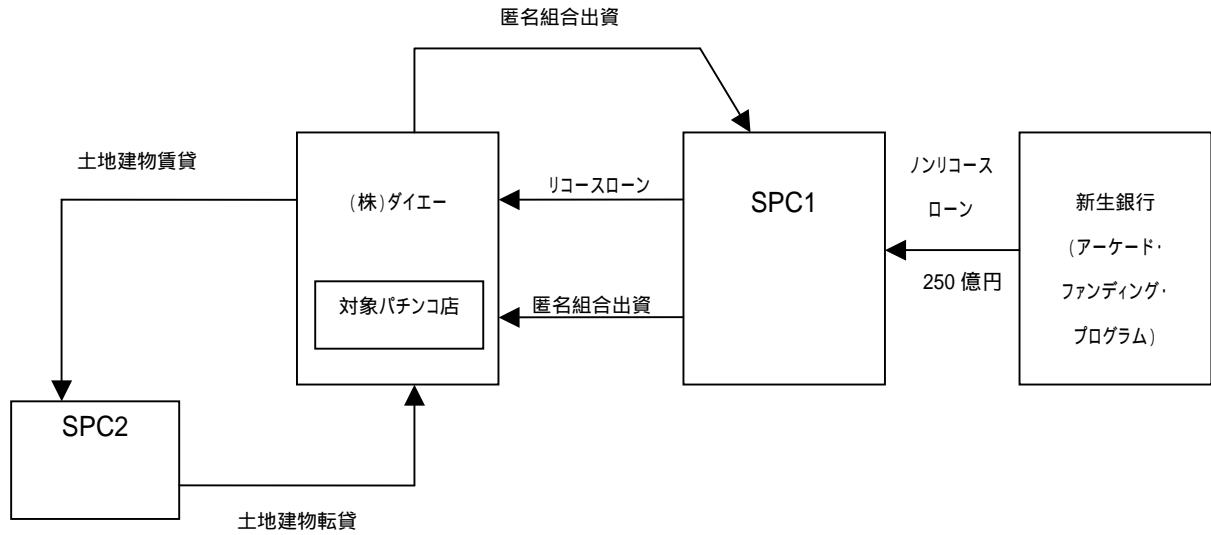 匿名組合出資
土地建物賃貸
(株)ダイエー
対象パチンコ店
リコースローン
匿名組合出資
SPC1
ノンリコース
ローン
250 億円
新生銀行
(アーケード・
ファンディング・
プログラム)
SPC2
土地建物転貸